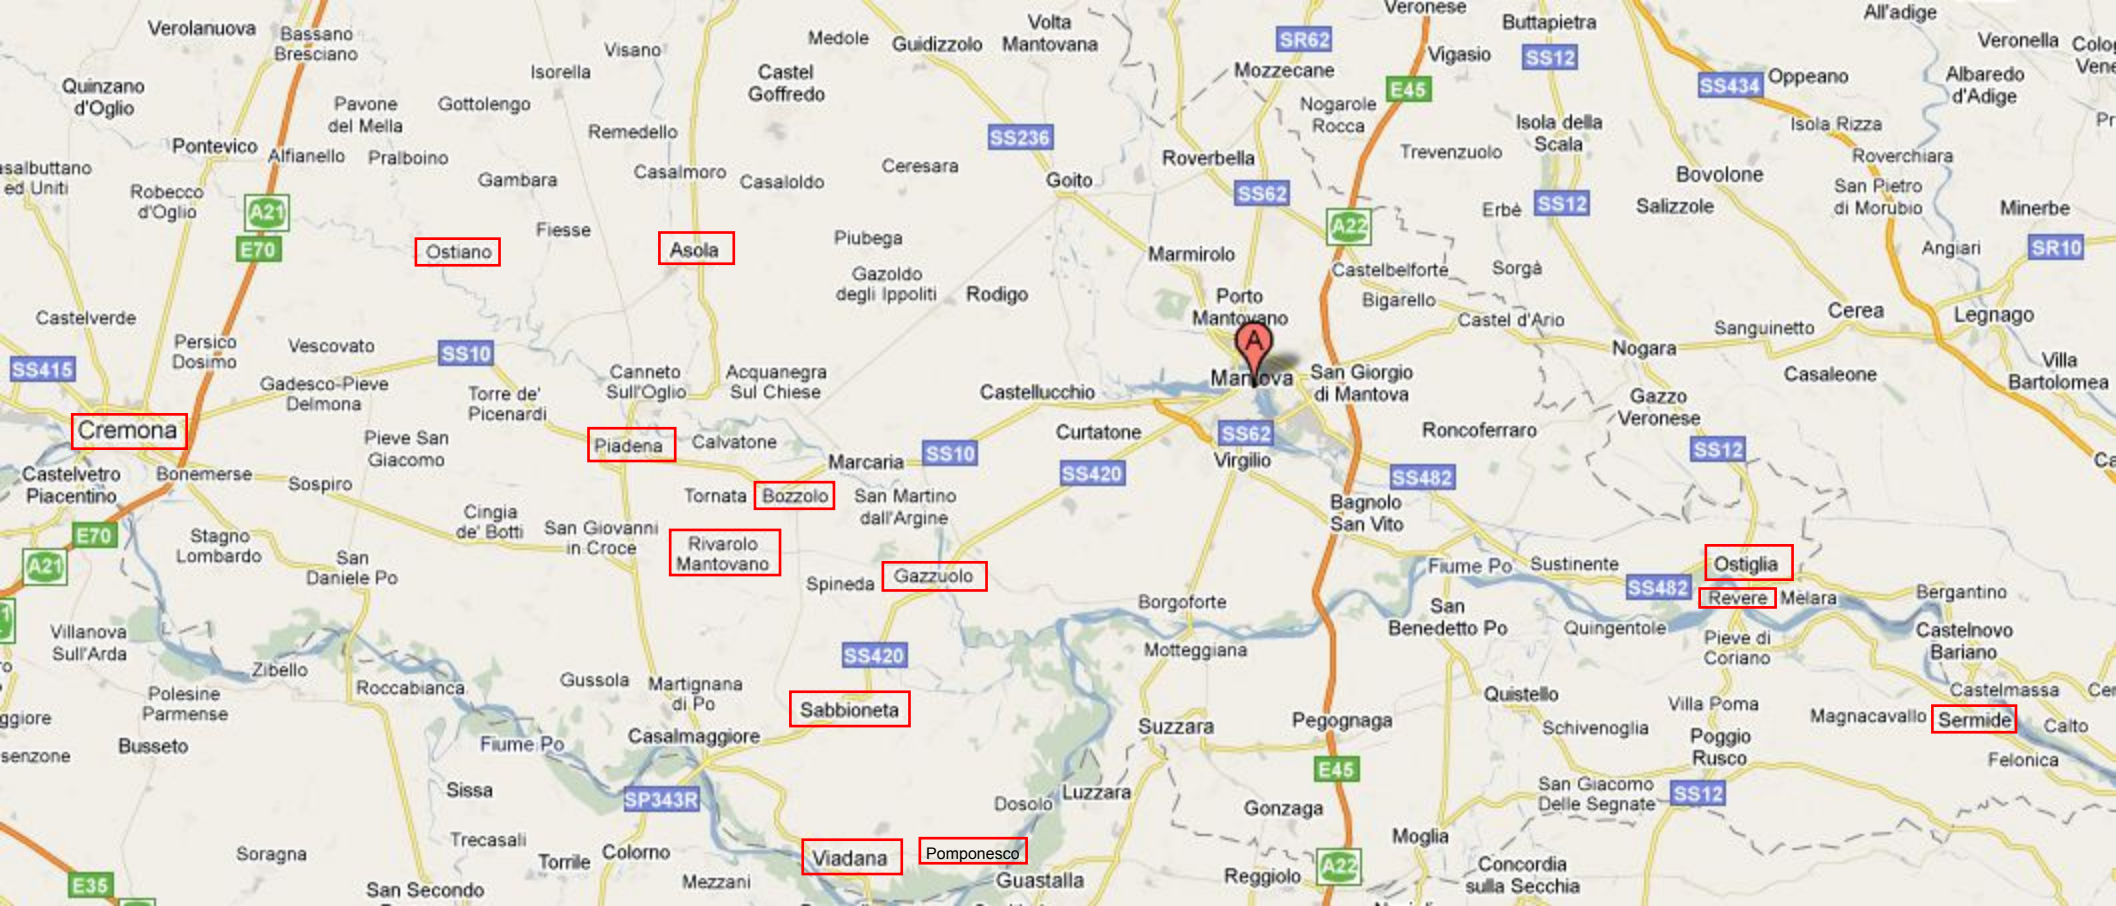 Verolanuova
Bassano
Bresciano
Visano
Medole
Guidizzolo
Volta
Mantovana
SR62
Veronese
Buttapietra
All'adige
Veronella
Quinzano
d'Oglio
Isorella
Castel
Goffredo
Mozzecane
Vigasio
SS12
Oppeano
SS434
Albaredo
d'Adige
Pavone
del Mella
Gottolengo
Remedello
SS236
Nogarole
Rocca
E45
Isola della
Scala
Isola Rizza
Pontevico
Alfianello
Pralboino
Gambara
Casalmoro
Casaloldo
Ceresara
Goito
Roverbella
Trevenzuolo
Bovolone
Roverchiara
ed Uniti
Robecco
d'Oglio
SS62
SS12
San Pietro
di Morubio
Minerbe
A21
E70
Ostiano
Fiesse
Asola
Piubega
Marmirolo
A22
Erbè
Salizzole
Angiari
SR10
Gazoldo
degli Ippoliti
Rodigo
Castelbelforte
Sorgà
Bigarello
Porto
Mantovano
Castel d'Ario
Sanguinetto
Cerea
Legnago
Castelverde
Persico
Dosimo
Vescovato
SS10
A
Nogara
Villa
Bartolomea
SS415
Gadesco-Pieve
Delmona
Torre de'
Picenardi
Canneto
Sull'Oglio
Acquanegra
Sul Chiese
Castellucchio
Mantova
San Giorgio
di Mantova
Casaleone
Gazzo
Veronese
Cremona
Pieve San
Giacomo
Piadena
Calvatone
Marcaria
SS10
Curtatone
SS62
Virgilio
Roncoferraro
SS12
Castelvetro
Piacentino
Bonemerse
Sospiro
Tornata
Bozzolo
San Martino
dall'Argine
SS420
SS482
Bagnolo
San Vito
E70
Stagno
Lombardo
Cingia
de' Botti
San Giovanni
in Croce
Rivarolo
Mantovano
A21
San
Daniele Po
Spineda
Gazzuolo
Fiume Po
Sustinente
SS482
Ostiglia
Revere
Melara
Bergantino
Borgoforte
San
Benedetto Po
Quingentole
Pieve di
Coriano
Castelnovo
Bariano
Villanova
Sull'Arda
Zibello
Roccabianca
SS420
Motteggiana
Polesine
Parmense
Gussola
Martignana
di Po
Sabbioneta
Quistello
Villa Poma
Castelmassa
Magnacavallo
Sermide
Calto
Busseto
Fiume Po
Casalmaggiore
Suzzara
Pegognaga
Schivenoglia
Poggio
Rusco
Felonica
Sissa
SP343R
Dosolo
Luzzara
E45
Gonzaga
San Giacomo
Delle Segnate
SS12
Trecasali
Moglia
Soragna
Torrile
Colorno
Viadana
Pomponesco
Guastalla
Reggiolo
A22
Concordia
sulla Secchia
E35
San Secondo
Mezzani